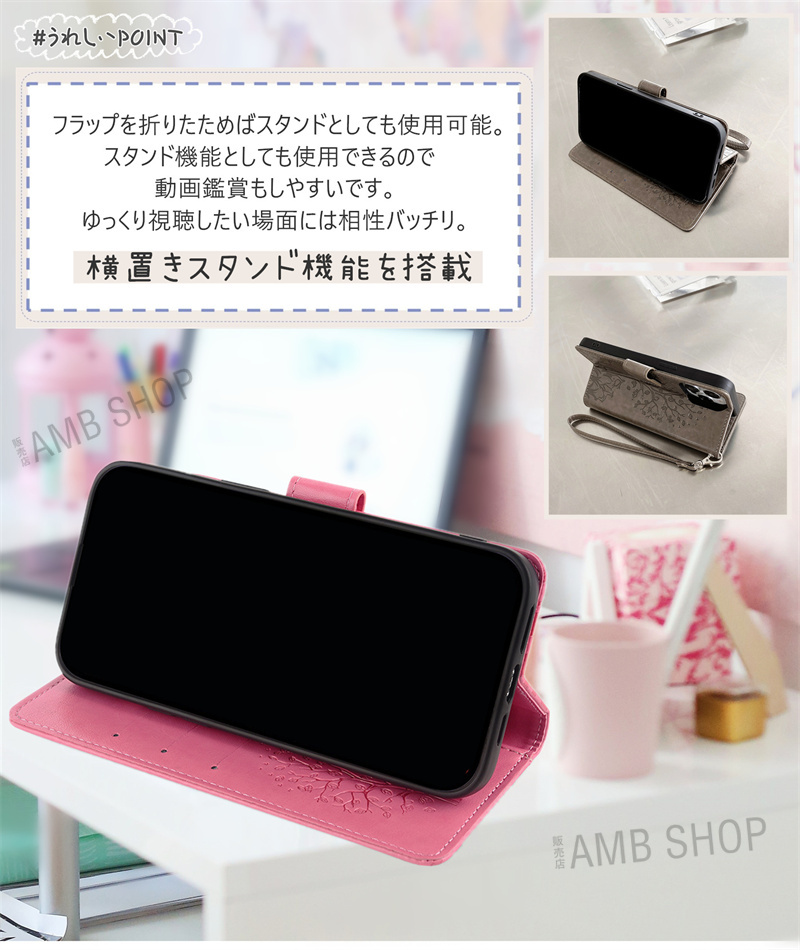 #うれしいPOINT
フラップを折りたためばスタンドとしても使用可能。
スタンド機能としても使用できるので
動画鑑賞もしやすいです。
ゆっくり視聴したい場面には相性バッチリ。
横置きスタンド機能を搭載
販売店 AMB SHOP
販売店 AMB SHOP